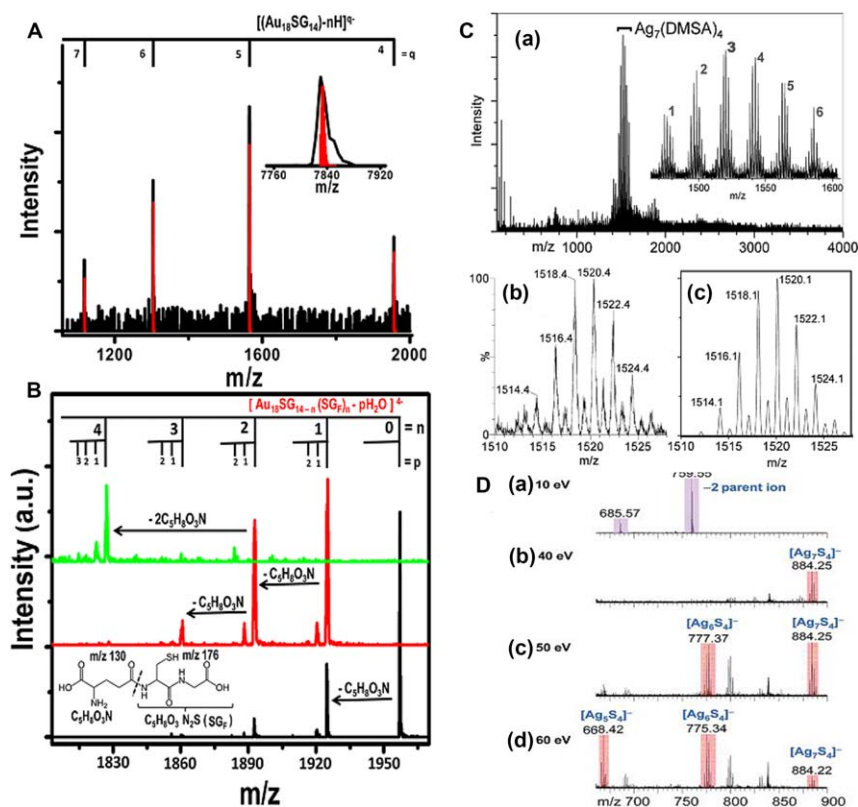 A
[(Au18SG14)-nH]q-
7 6 5 4 =q
Intensity
7760 7840 7920
m/z
1200 1600 2000
m/z
B
[Au18SG14-n(SGF)n - pH2O]4-
4 3 2 1 0 = n
3 2 1 2 1 2 1 2 1 = p
- 2C5H8O3N
- C5H8O3N
- C5H8O3N
- C5H8O3N
m/z 130 SH m/z 176
HO O O H N O O OH
NH2 N H O
C5H8O3N C5H8O3 N2S (SGF)
Intensity (a.u.)
1830 1860 1890 1920 1950
m/z
C
(a)
Ag7(DMSA)4
1 2 3 4 5 6
1500 1550 1600
m/z
Intensity
m/z 1000 2000 3000 4000
(b)
100
%
0
1514.4
1516.4
1518.4
1520.4
1522.4
1524.4
1510 1515 1520 1525
m/z
(c)
1514.1
1516.1
1518.1
1520.1
1522.1
1524.1
1510 1515 1520 1525
m/z
D
(a) 10 eV
685.57
759.55
−2 parent ion
(b) 40 eV
[Ag7S4]−
884.25
(c) 50 eV
[Ag6S4]−
777.37
[Ag7S4]−
884.25
(d) 60 eV
[Ag5S4]−
668.42
[Ag6S4]−
775.34
[Ag7S4]−
884.22
m/z 700 750 800 850 900